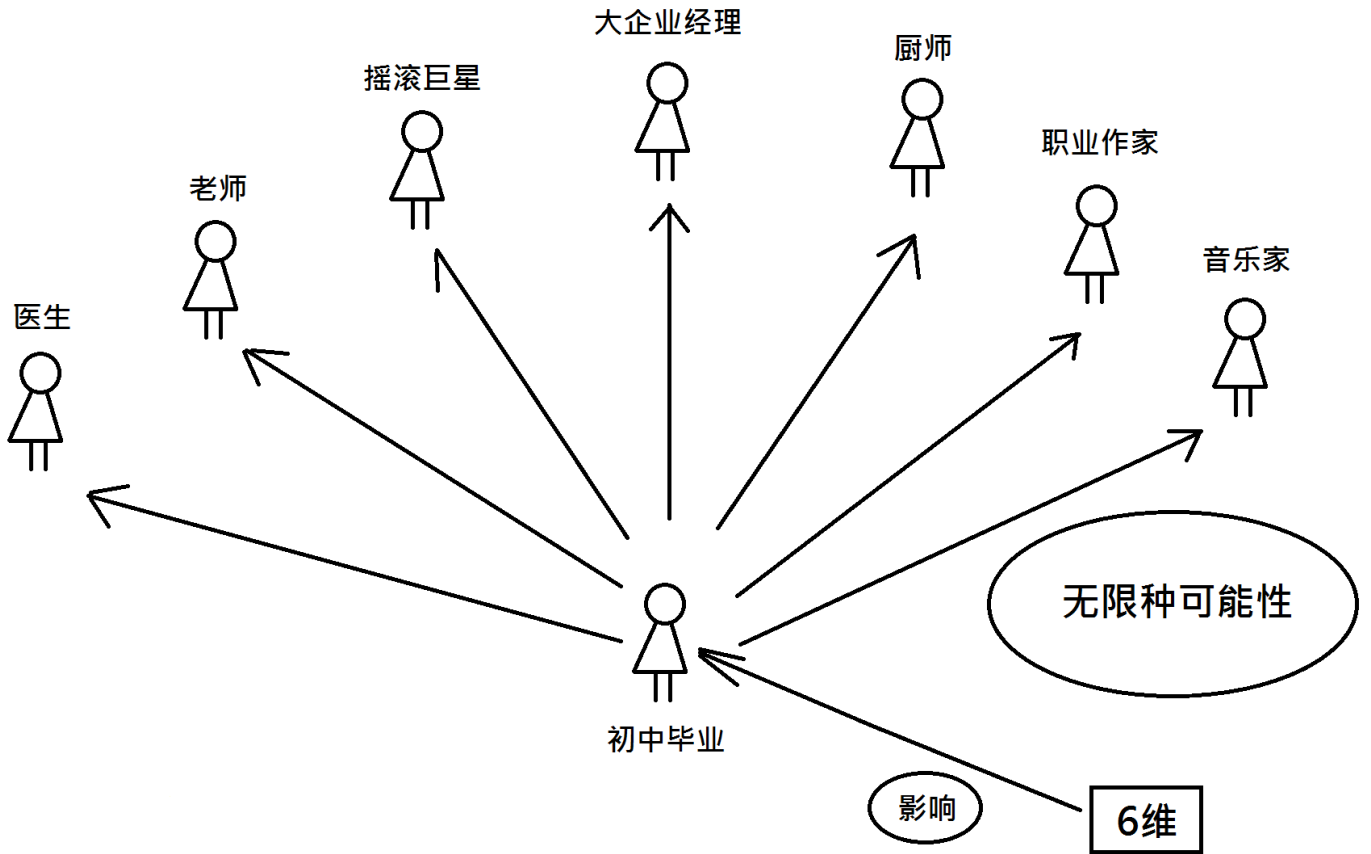 大企业经理
厨师
摇滚巨星
职业作家
老师
音乐家
医生
无限种可能性
初中毕业
影响
6维